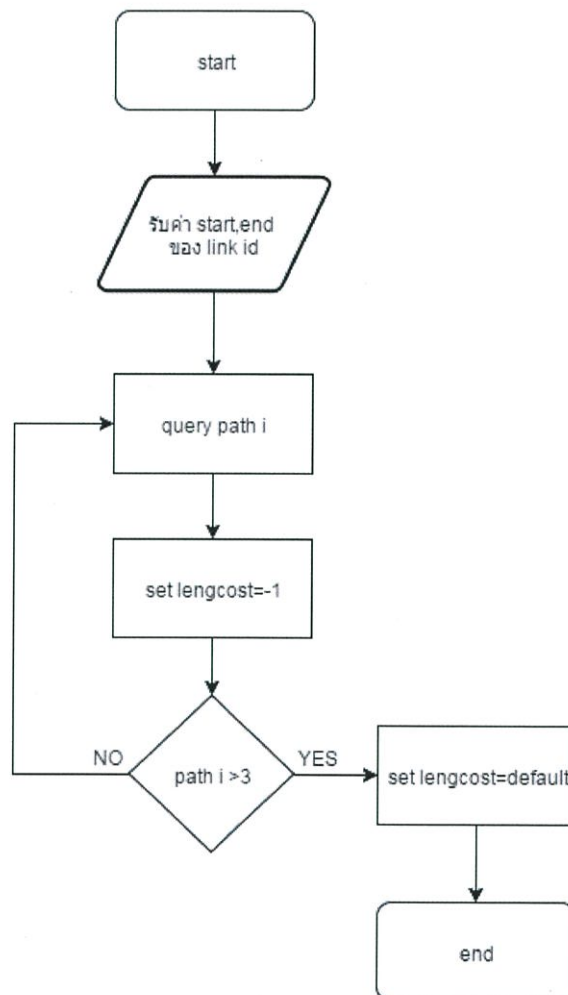 start
รับค่า start,end
ของ link id
query path i
set lengcost=-1
NO
path i >3
YES
set lengcost=default
end